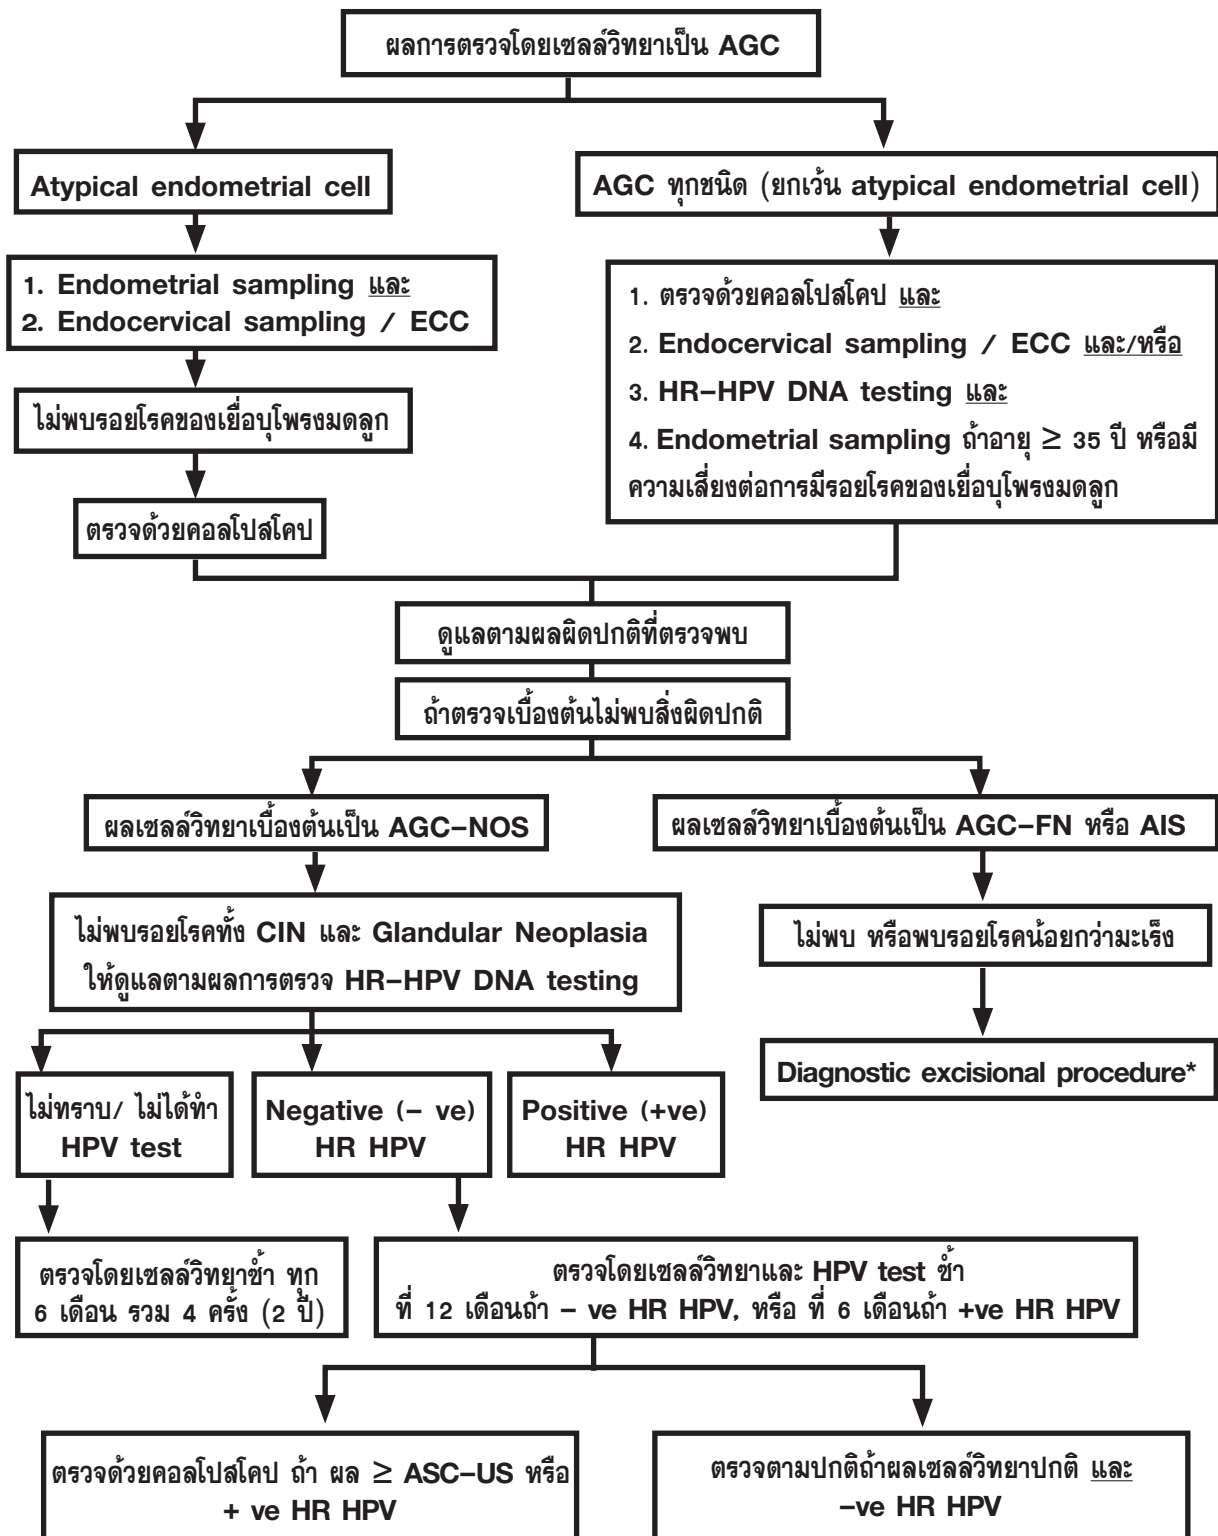 ผลการตรวจโดยเซลล์วิทยาเป็น AGC
Atypical endometrial cell
AGC ทุกชนิด (ยกเว้น atypical endometrial cell)
1. Endometrial sampling และ
2. Endocervical sampling / ECC
1. ตรวจด้วยคอลโปสโคป และ
2. Endocervical sampling / ECC และ/หรือ
3. HR-HPV DNA testing และ
4. Endometrial sampling ถ้าอายุ ≥ 35 ปี หรือมี
ความเสี่ยงต่อการมีรอยโรคของเยื่อบุโพรงมดลูก
ไม่พบรอยโรคของเยื่อบุโพรงมดลูก
ตรวจด้วยคอลโปสโคป
ดูแลตามผลผิดปกติที่ตรวจพบ
ถ้าตรวจเบื้องต้นไม่พบสิ่งผิดปกติ
ผลเซลล์วิทยาเบื้องต้นเป็น AGC-NOS
ผลเซลล์วิทยาเบื้องต้นเป็น AGC-FN หรือ AIS
ไม่พบรอยโรคทั้ง CIN และ Glandular Neoplasia
ให้ดูแลตามผลการตรวจ HR-HPV DNA testing
ไม่พบ หรือพบรอยโรคน้อยกว่ามะเร็ง
Diagnostic excisional procedure*
ไม่ทราบ/ ไม่ได้ทำ
HPV test
Negative (- ve)
HR HPV
Positive (+ve)
HR HPV
ตรวจโดยเซลล์วิทยาซ้ำ ทุก
6 เดือน รวม 4 ครั้ง (2 ปี)
ตรวจโดยเซลล์วิทยาและ HPV test ซ้ำ
ที่ 12 เดือนถ้า - ve HR HPV, หรือ ที่ 6 เดือนถ้า +ve HR HPV
ตรวจด้วยคอลโปสโคป ถ้า ผล ≥ ASC-US หรือ
+ ve HR HPV
ตรวจตามปกติถ้าผลเซลล์วิทยาปกติ และ
-ve HR HPV